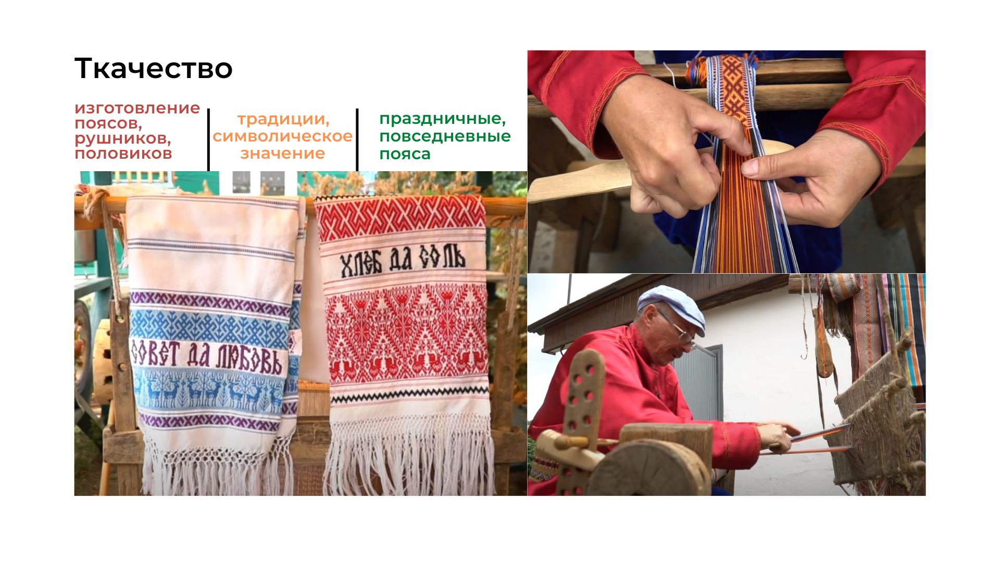 Ткачество
изготовление
поясов,
рушников,
половиков
традиции,
символическое
значение
праздничные,
повседневные
пояса
СОВЕТ ДА ЛЮБОВЬ
ХЛЕБ ДА СОЛЬ